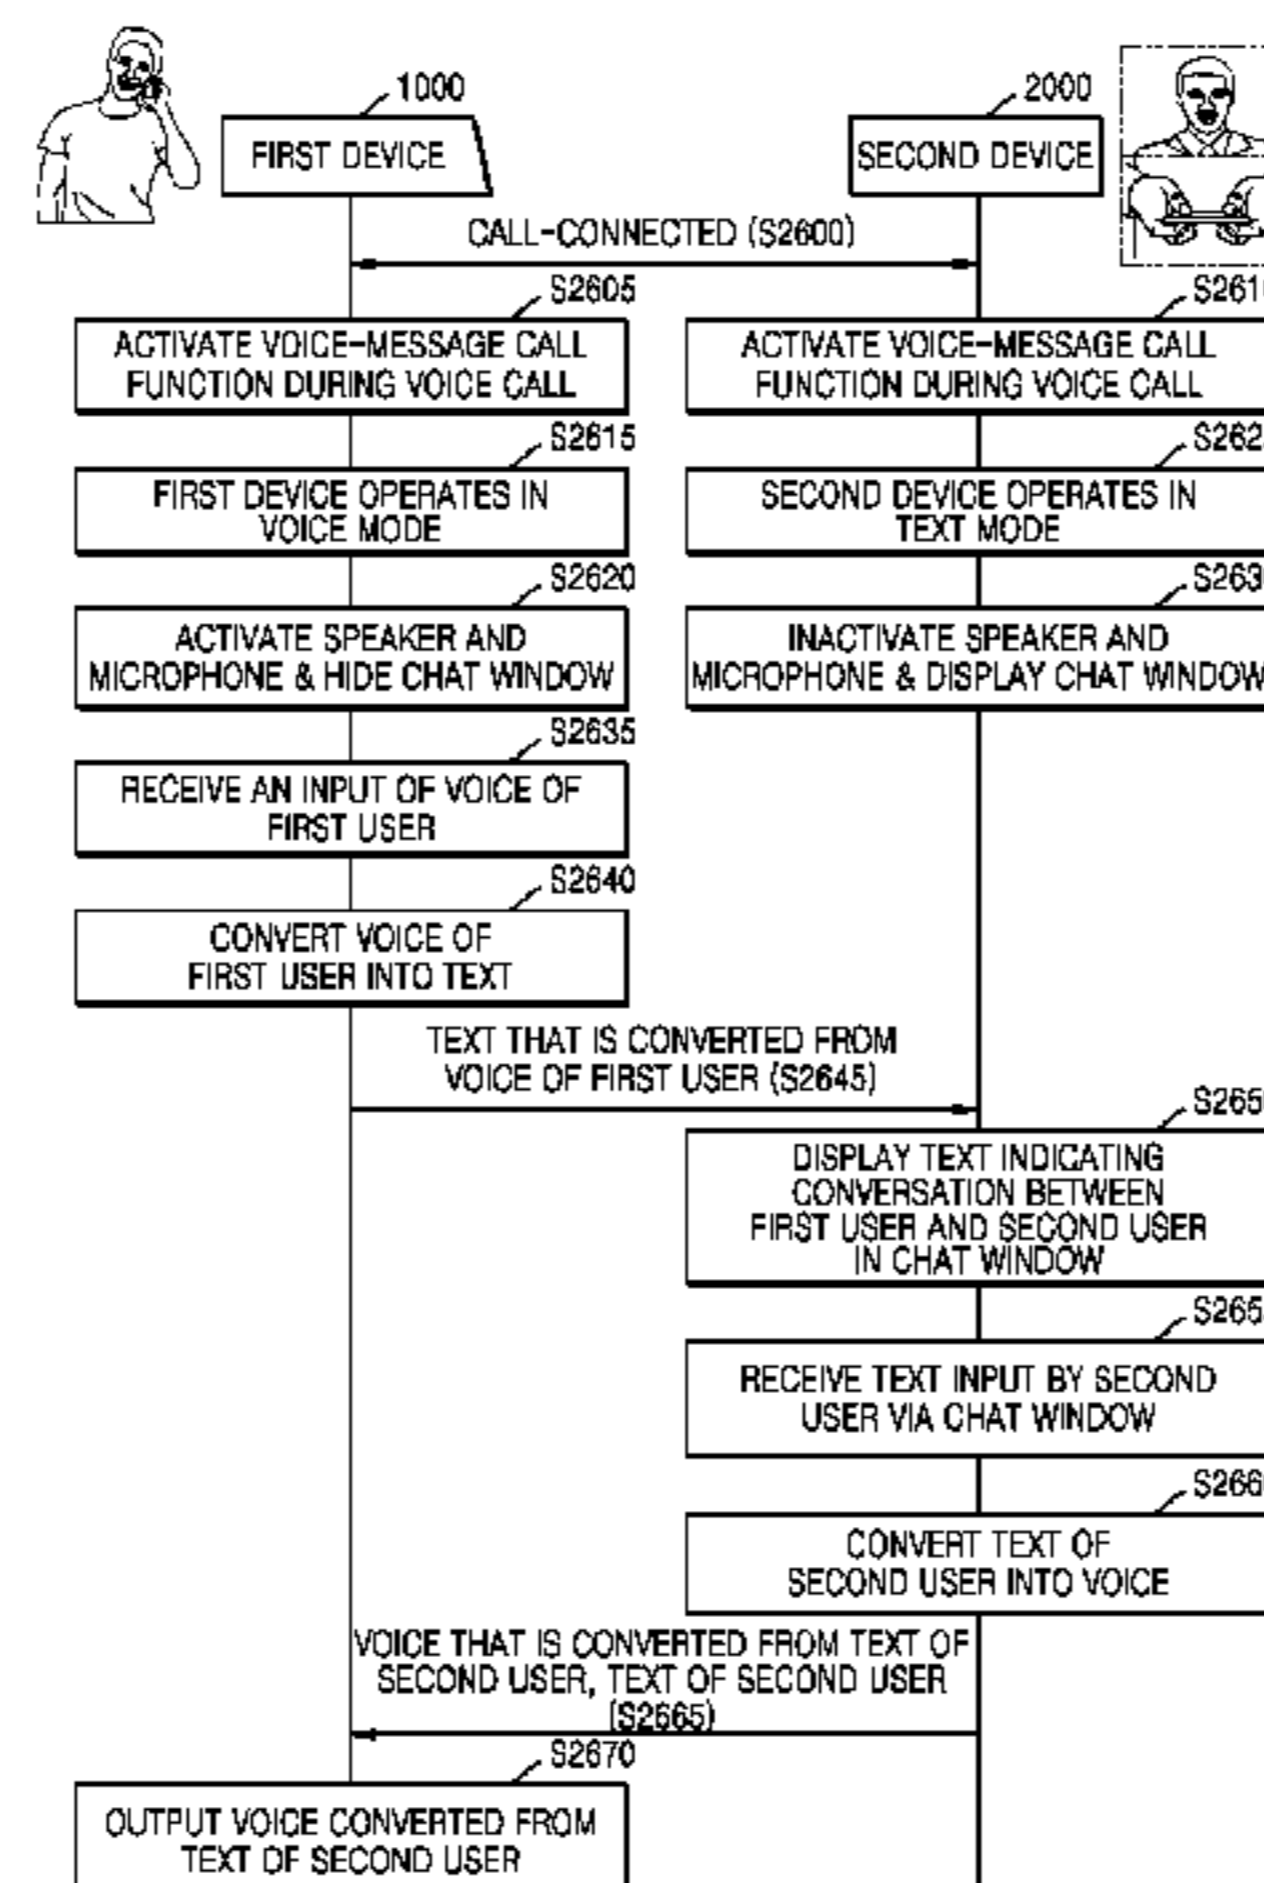 1000
FIRST DEVICE
2000
SECOND DEVICE
CALL-CONNECTED (S2600)
S2605
ACTIVATE VOICE-MESSAGE CALL
FUNCTION DURING VOICE CALL
ACTIVATE VOICE-MESSAGE CALL
FUNCTION DURING VOICE CALL
S2615
FIRST DEVICE OPERATES IN
VOICE MODE
SECOND DEVICE OPERATES IN
TEXT MODE
S2620
ACTIVATE SPEAKER AND
MICROPHONE & HIDE CHAT WINDOW
INACTIVATE SPEAKER AND
MICROPHONE & DISPLAY CHAT WINDOW
S2635
RECEIVE AN INPUT OF VOICE OF
FIRST USER
S2640
CONVERT VOICE OF
FIRST USER INTO TEXT
TEXT THAT IS CONVERTED FROM
VOICE OF FIRST USER (S2645)
DISPLAY TEXT INDICATING
CONVERSATION BETWEEN
FIRST USER AND SECOND USER
IN CHAT WINDOW
RECEIVE TEXT INPUT BY SECOND
USER VIA CHAT WINDOW
CONVERT TEXT OF
SECOND USER INTO VOICE
VOICE THAT IS CONVERTED FROM TEXT OF
SECOND USER, TEXT OF SECOND USER
(S2665)
S2670
OUTPUT VOICE CONVERTED FROM
TEXT OF SECOND USER